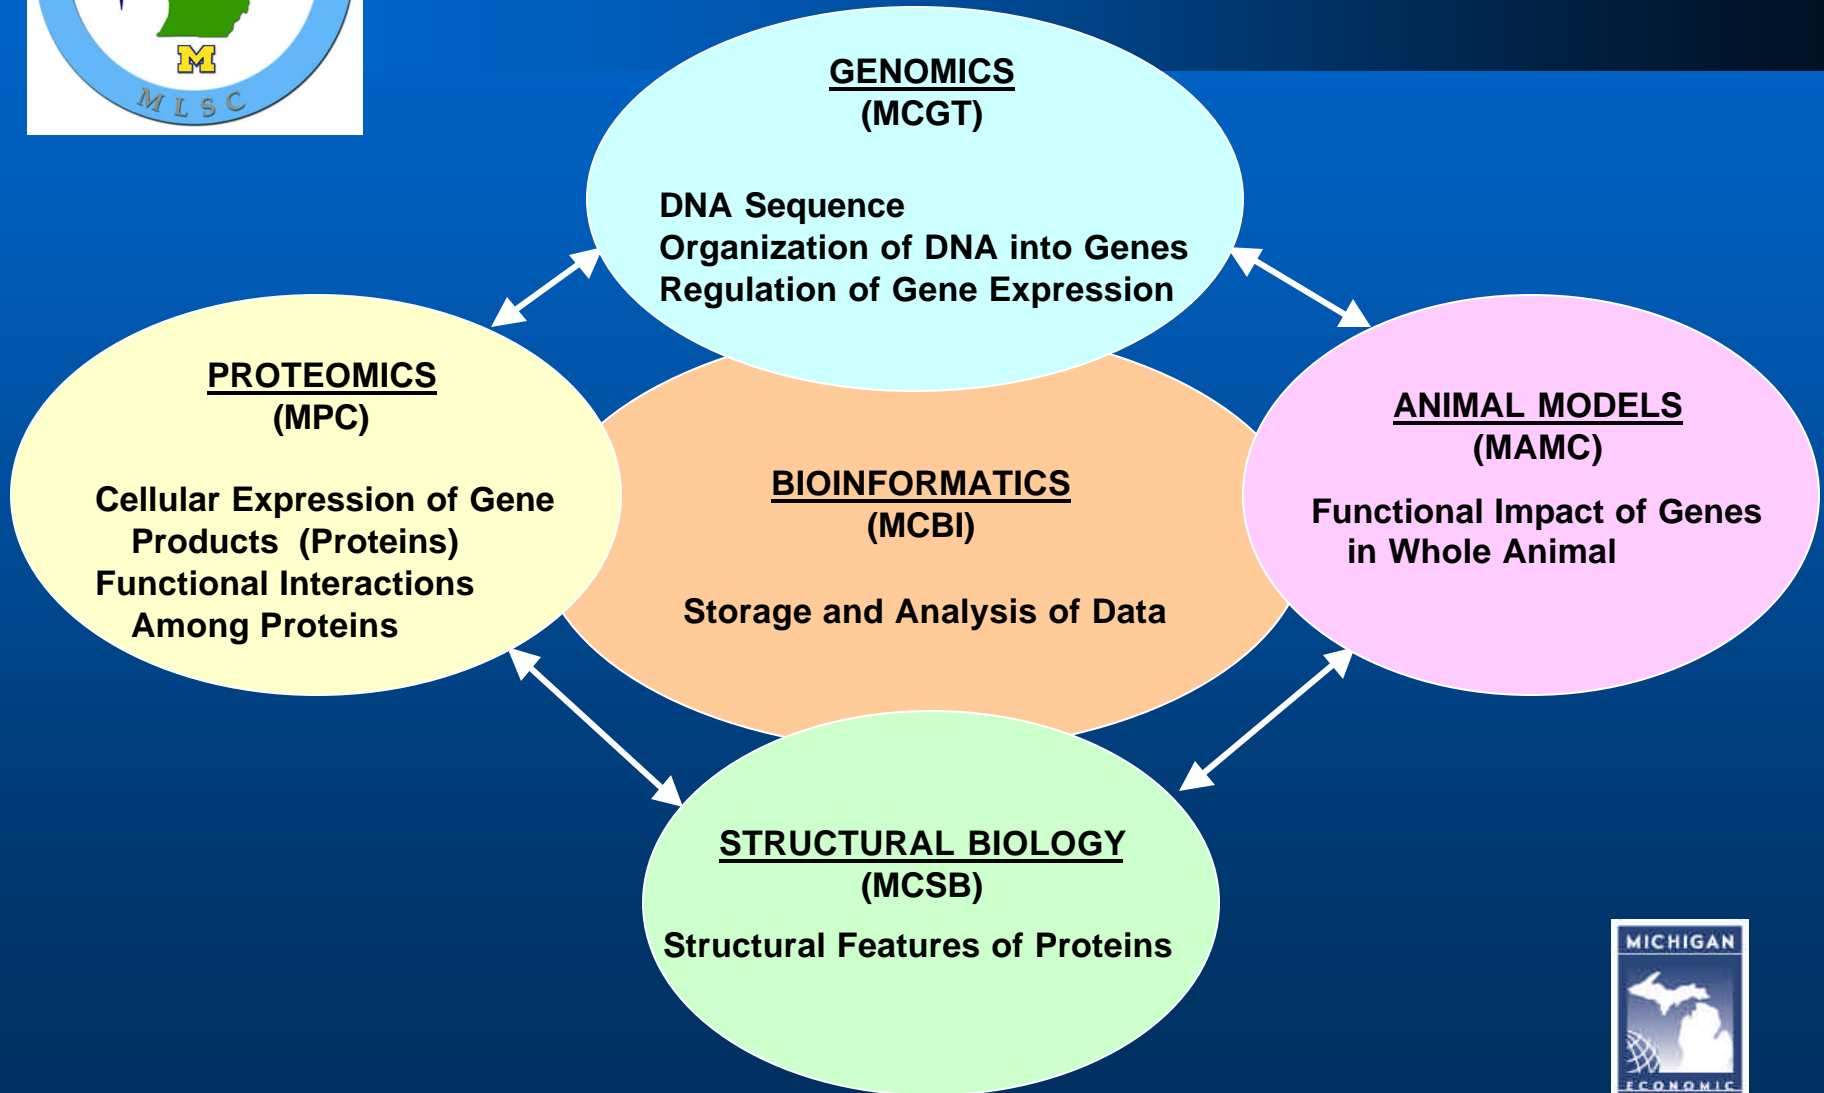 M
MLSC
GENOMICS
(MCGT)
DNA Sequence
Organization of DNA into Genes
Regulation of Gene Expression
PROTEOMICS
(MPC)
Cellular Expression of Gene
Products (Proteins)
Functional Interactions
Among Proteins
BIOINFORMATICS
(MCBI)
Storage and Analysis of Data
ANIMAL MODELS
(MAMC)
Functional Impact of Genes
in Whole Animal
STRUCTURAL BIOLOGY
(MCSB)
Structural Features of Proteins
MICHIGAN
ECONOMIC